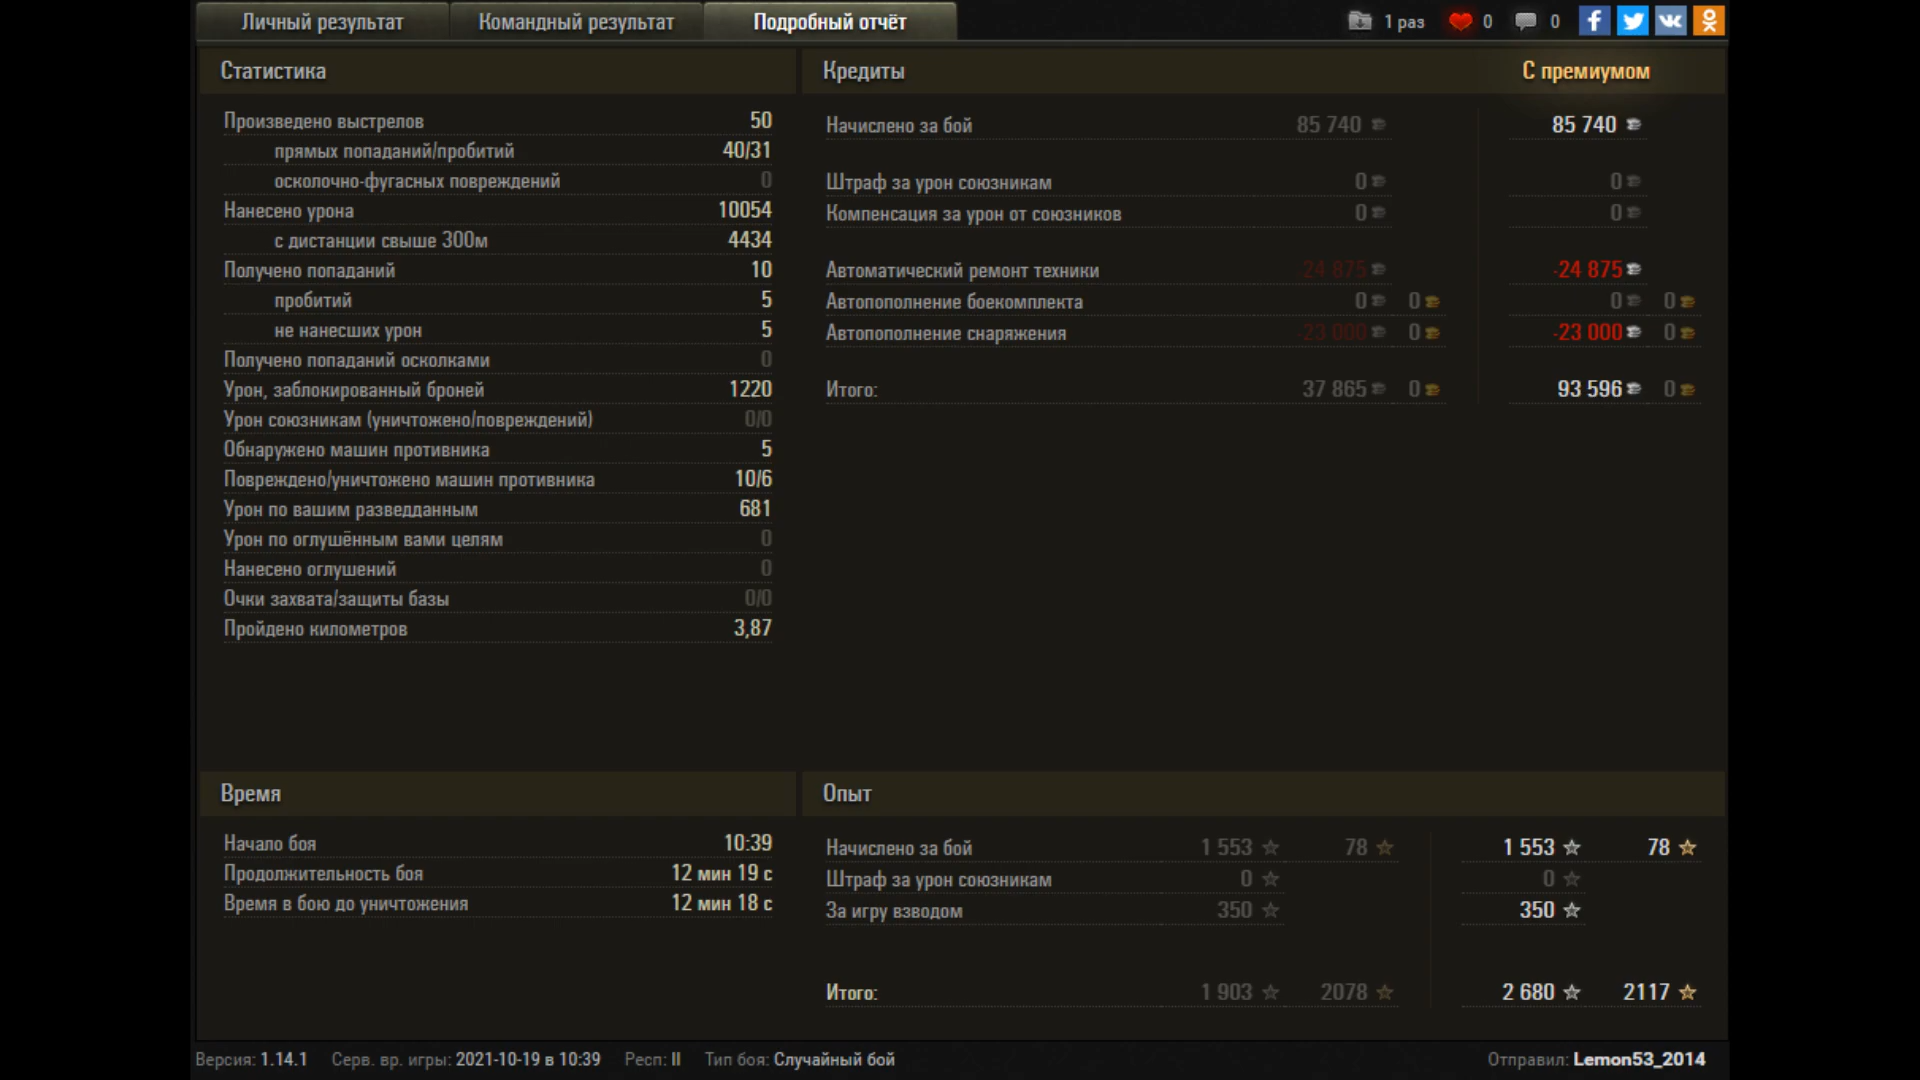 Личный результат Командный результат Подробный отчёт 1 раз 0 0
Статистика
Произведено выстрелов 50
прямых попаданий/пробитий 40/31
осколочно-фугасных повреждений 0
Нанесено урона 10054
с дистанции свыше 300м 4434
Получено попаданий 10
пробитий 5
не нанесших урон 5
Получено попаданий осколками 0
Урон, заблокированный броней 1220
Урон союзникам (уничтожено/повреждений) 0/0
Обнаружено машин противника 5
Повреждено/уничтожено машин противника 10/6
Урон по вашим разведданным 681
Урон по оглушённым вами целям 0
Нанесено оглушений 0
Очки захвата/защиты базы 0/0
Пройдено километров 3,87
Кредиты С премиумом
Начислено за бой 85 740 85 740
Штраф за урон союзникам 0 0
Компенсация за урон от союзников 0 0
Автоматический ремонт техники -24 875 -24 875
Автопополнение боекомплекта 0 0 0 0
Автопополнение снаряжения -23 000 0 -23 000 0
Итого: 37 865 0 93 596 0
Время
Начало боя 10:39
Продолжительность боя 12 мин 19 с
Время в бою до уничтожения 12 мин 18 с
Опыт
Начислено за бой 1 553 78 1 553 78
Штраф за урон союзникам 0 0
За игру взводом 350 350
Итого: 1 903 2078 2 680 2117
Версия: 1.14.1 Серв. вр. игры: 2021-10-19 в 10:39 Респ: II Тип боя: Случайный бой Отправил: Lemon53_2014